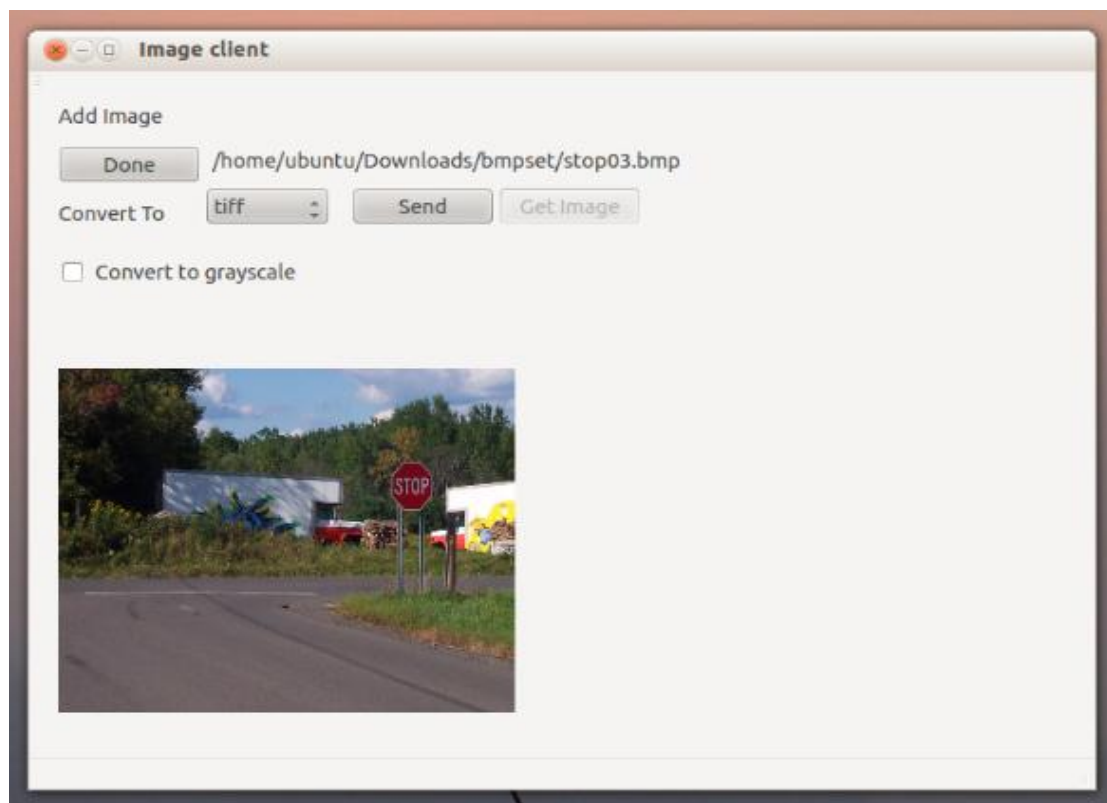 Image client
Add Image
Done /home/ubuntu/Downloads/bmpset/stop03.bmp
Convert To tiff Send Get Image
Convert to grayscale
STOP